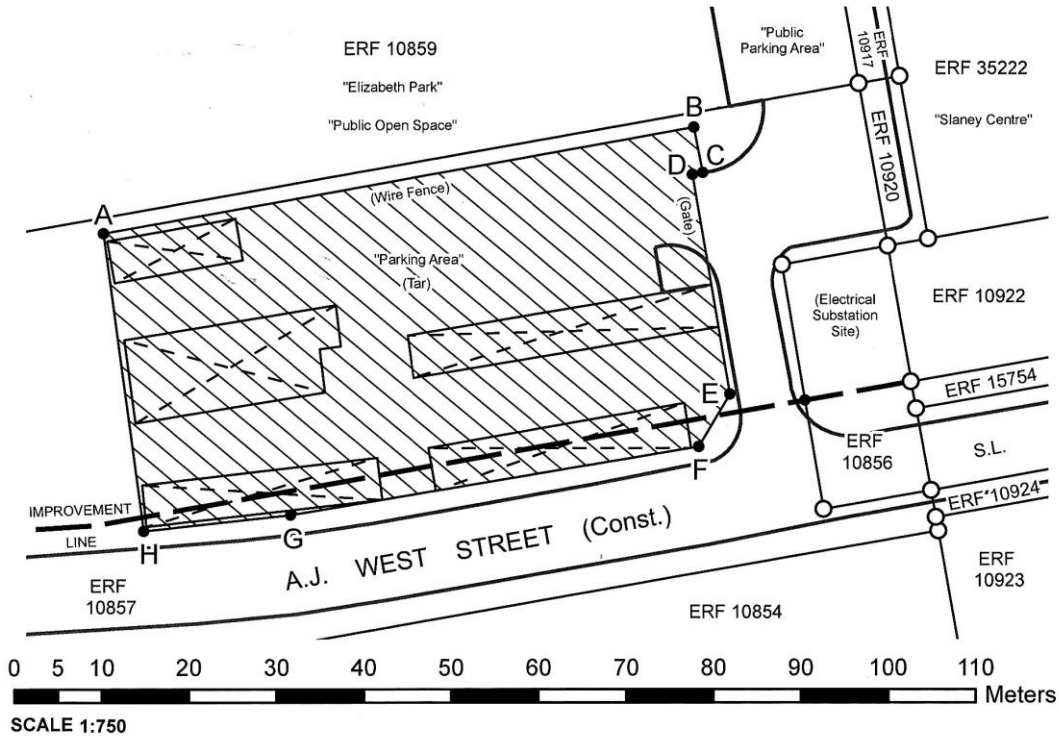 ERF 10859
"Elizabeth Park"
"Public Open Space"
"Public
Parking Area"
ERF
10917
ERF
ERF 35222
"Slaney Centre"
ERF 10920
B
D
C
A
(Wire Fence)
(Gate)
"Parking Area"
(Tar)
(Electrical
Substation
Site)
ERF 10922
E
ERF 15754
F
ERF
10856
S.L.
ERF 10924
IMPROVEMENT
LINE
H
G
A.J. WEST STREET (Const.)
ERF
10857
ERF
10923
ERF 10854
0 5 10 20 30 40 50 60 70 80 90 100 110
Meters
SCALE 1:750